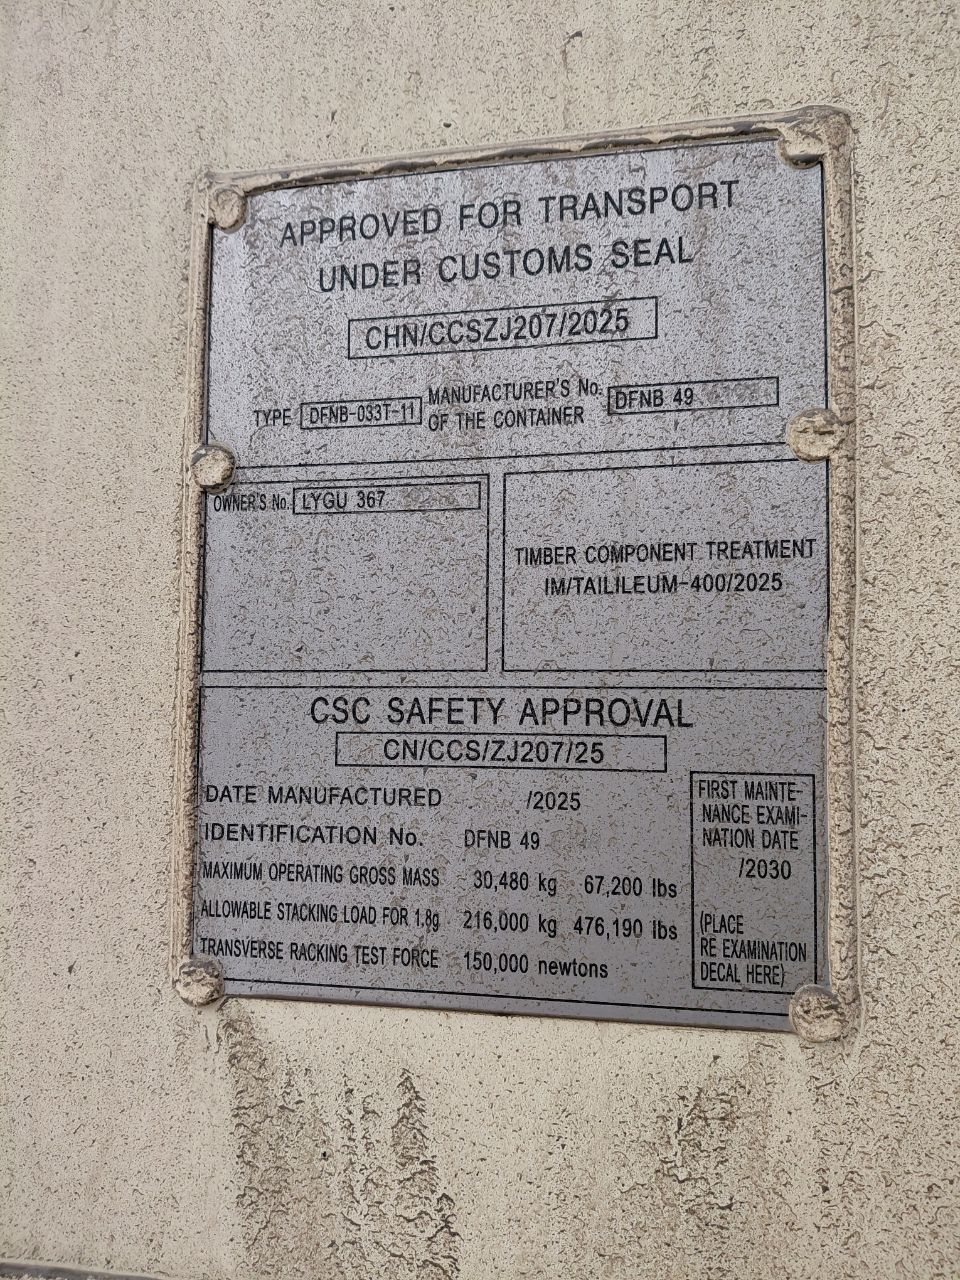 APPROVED FOR TRANSPORT
UNDER CUSTOMS SEAL
CHN/CCSZJ207/2025
TYPE DFNB-033T-11 MANUFACTURER'S No. OF THE CONTAINER DFNB 49
OWNER'S No. LYGU 367
TIMBER COMPONENT TREATMENT
IM/TAILILEUM-400/2025
CSC SAFETY APPROVAL
CN/CCS/ZJ207/25
DATE MANUFACTURED /2025
IDENTIFICATION No. DFNB 49
MAXIMUM OPERATING GROSS MASS 30,480 kg 67,200 lbs
ALLOWABLE STACKING LOAD FOR 1.8g 216,000 kg 476,190 lbs
TRANSVERSE RACKING TEST FORCE 150,000 newtons
FIRST MAINTE-
NANCE EXAMI-
NATION DATE
/2030
(PLACE
RE EXAMINATION
DECAL HERE)